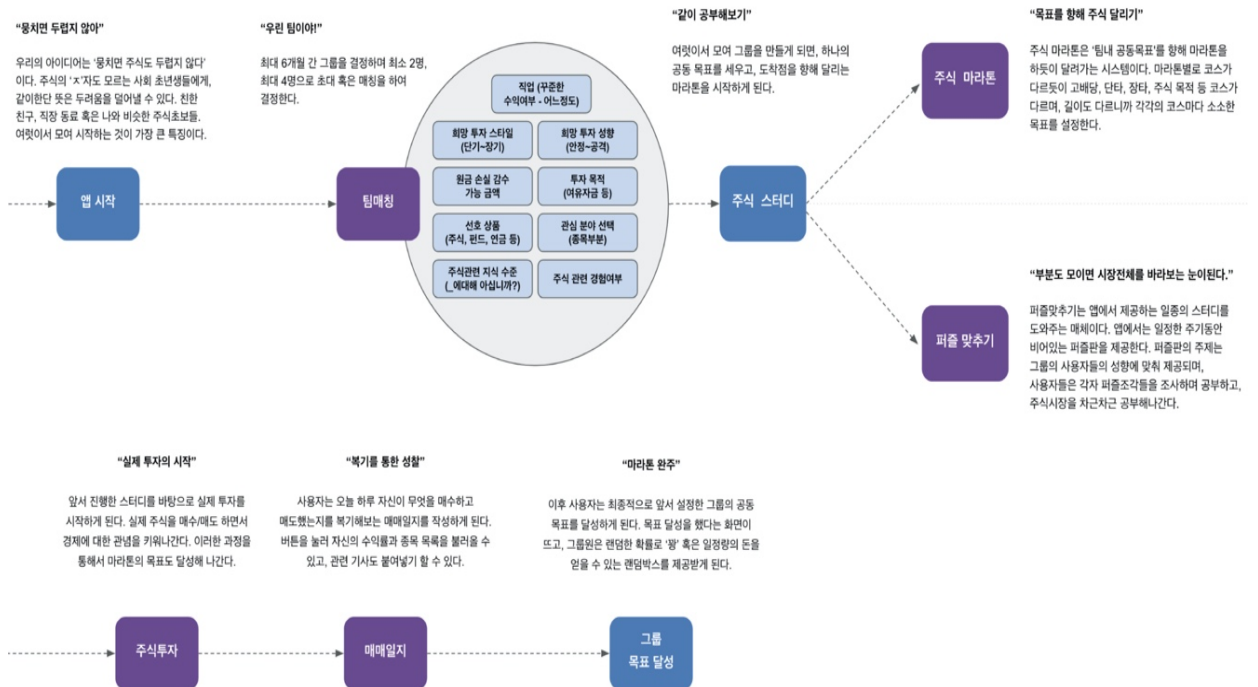 “뭉치면 두렵지 않아”
우리의 아이디어는 ‘뭉치면 주식도 두렵지 않다’
이다. 주식의 ‘ㅈ’자도 모르는 사회 초년생들에게,
같이한단 뜻은 두려움을 덜어낼 수 있다. 친한
친구, 직장 동료 혹은 나와 비슷한 주식초보들.
여럿이서 모여 시작하는 것이 가장 큰 특징이다.
앱 시작
“우린 팀이야!”
최대 6개월 간 그룹을 결정하며 최소 2명,
최대 4명으로 초대 혹은 매칭을 하여
결정한다.
팀매칭
직업 (꾸준한
수익여부 - 어느정도)
희망 투자 스타일
(단기~장기)
희망 투자 성향
(안정~공격)
원금 손실 감수
가능 금액
투자 목적
(여유자금 등)
선호 상품
(주식, 펀드, 연금 등)
관심 분야 선택
(종목부분)
주식관련 지식 수준
(_에대해 아십니까?)
주식 관련 경험여부
“같이 공부해보기”
여럿이서 모여 그룹을 만들게 되면, 하나의
공동 목표를 세우고, 도착점을 향해 달리는
마라톤을 시작하게 된다.
주식 스터디
“목표를 향해 주식 달리기”
주식 마라톤은 ‘팀내 공동목표’를 향해 마라톤을
하듯이 달려가는 시스템이다. 마라톤별로 코스가
다르듯이 고배당, 단타, 장타, 주식 목적 등 코스가
다르며, 길이도 다르니까 각각의 코스마다 소소한
목표를 설정한다.
주식 마라톤
“부분도 모이면 시장전체를 바라보는 눈이된다.”
퍼즐맞추기는 앱에서 제공하는 일종의 스터디를
도와주는 매체이다. 앱에서는 일정한 주기동안
비어있는 퍼즐판을 제공한다. 퍼즐판의 주제는
그룹의 사용자들의 성향에 맞춰 제공되며,
사용자들은 각자 퍼즐조각들을 조사하며 공부하고,
주식시장을 차근차근 공부해나간다.
퍼즐 맞추기
“실제 투자의 시작”
앞서 진행한 스터디를 바탕으로 실제 투자를
시작하게 된다. 실제 주식을 매수/매도 하면서
경제에 대한 관념을 키워나간다. 이러한 과정을
통해서 마라톤의 목표도 달성해 나간다.
주식투자
“복기를 통한 성찰”
사용자는 오늘 하루 자신이 무엇을 매수하고
매도했는지를 복기해보는 매매일지를 작성하게 된다.
버튼을 눌러 자신의 수익률과 종목 목록을 불러올 수
있고, 관련 기사도 붙여넣기 할 수 있다.
매매일지
“마라톤 완주”
이후 사용자는 최종적으로 앞서 설정한 그룹의 공동
목표를 달성하게 된다. 목표 달성을 했다는 화면이
뜨고, 그룹원은 랜덤한 확률로 ‘꽝’ 혹은 일정량의 돈을
얻을 수 있는 랜덤박스를 제공받게 된다.
그룹
목표 달성